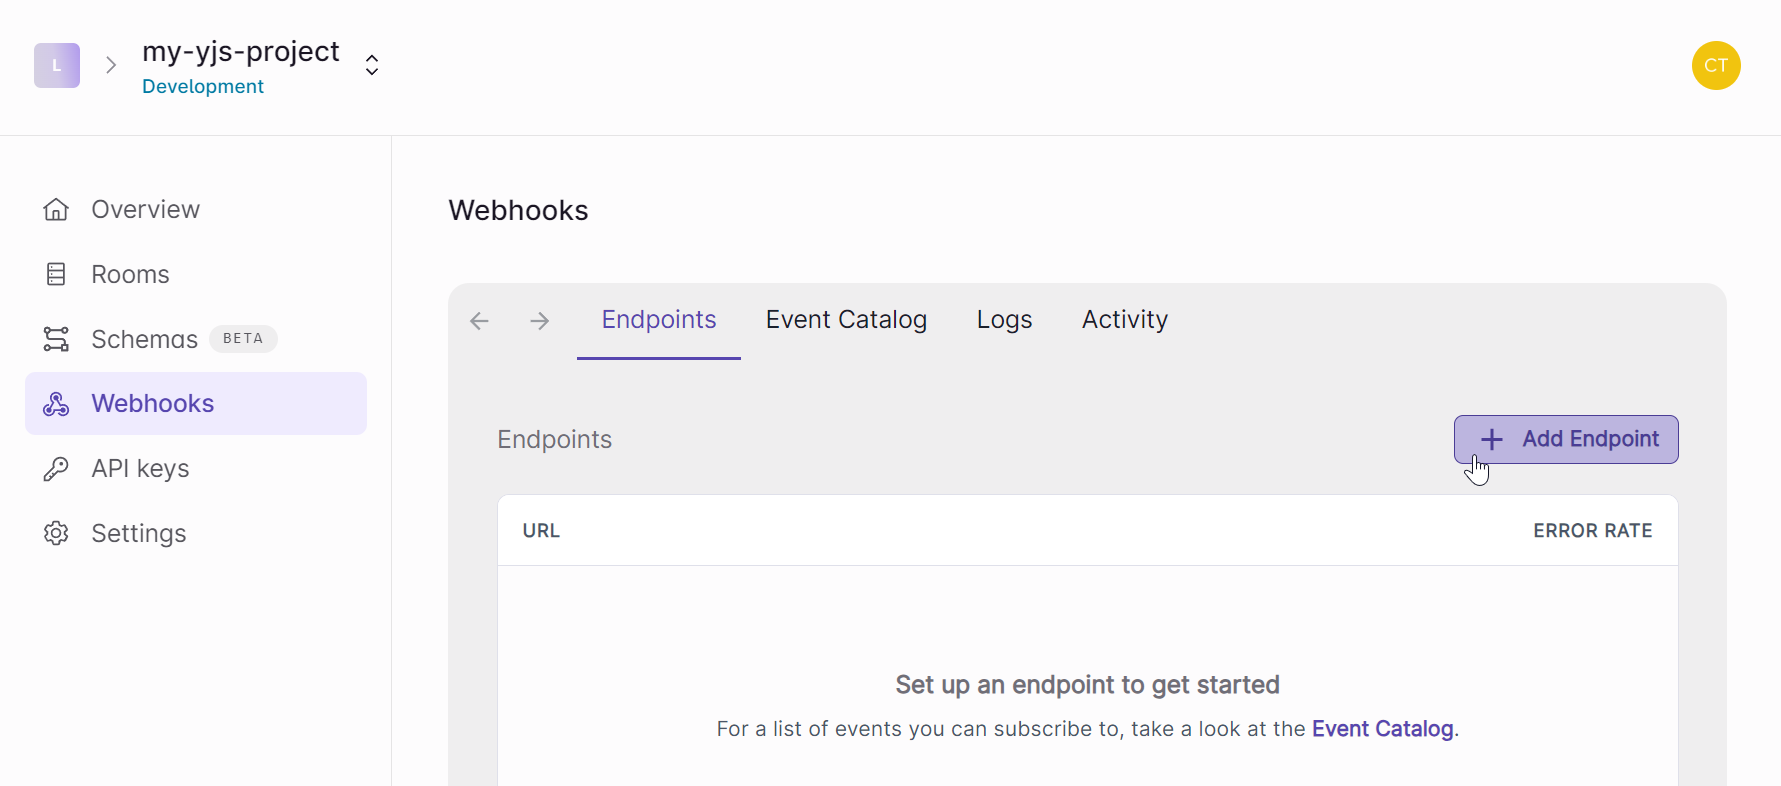 L
my-yjs-project
Development
CT
Overview
Rooms
Schemas BETA
Webhooks
API keys
Settings
Webhooks
Endpoints Event Catalog Logs Activity
Endpoints
+ Add Endpoint
URL ERROR RATE
Set up an endpoint to get started
For a list of events you can subscribe to, take a look at the Event Catalog.